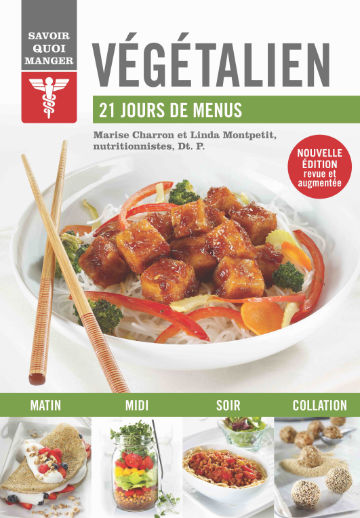 SAVOIR
QUOI
MANGER
VÉGÉTALIEN
21 JOURS DE MENUS
Marise Charron et Linda Montpetit,
nutritionnistes, Dt. P.
NOUVELLE
ÉDITION
revue et
augmentée
MATIN
MIDI
SOIR
COLLATION